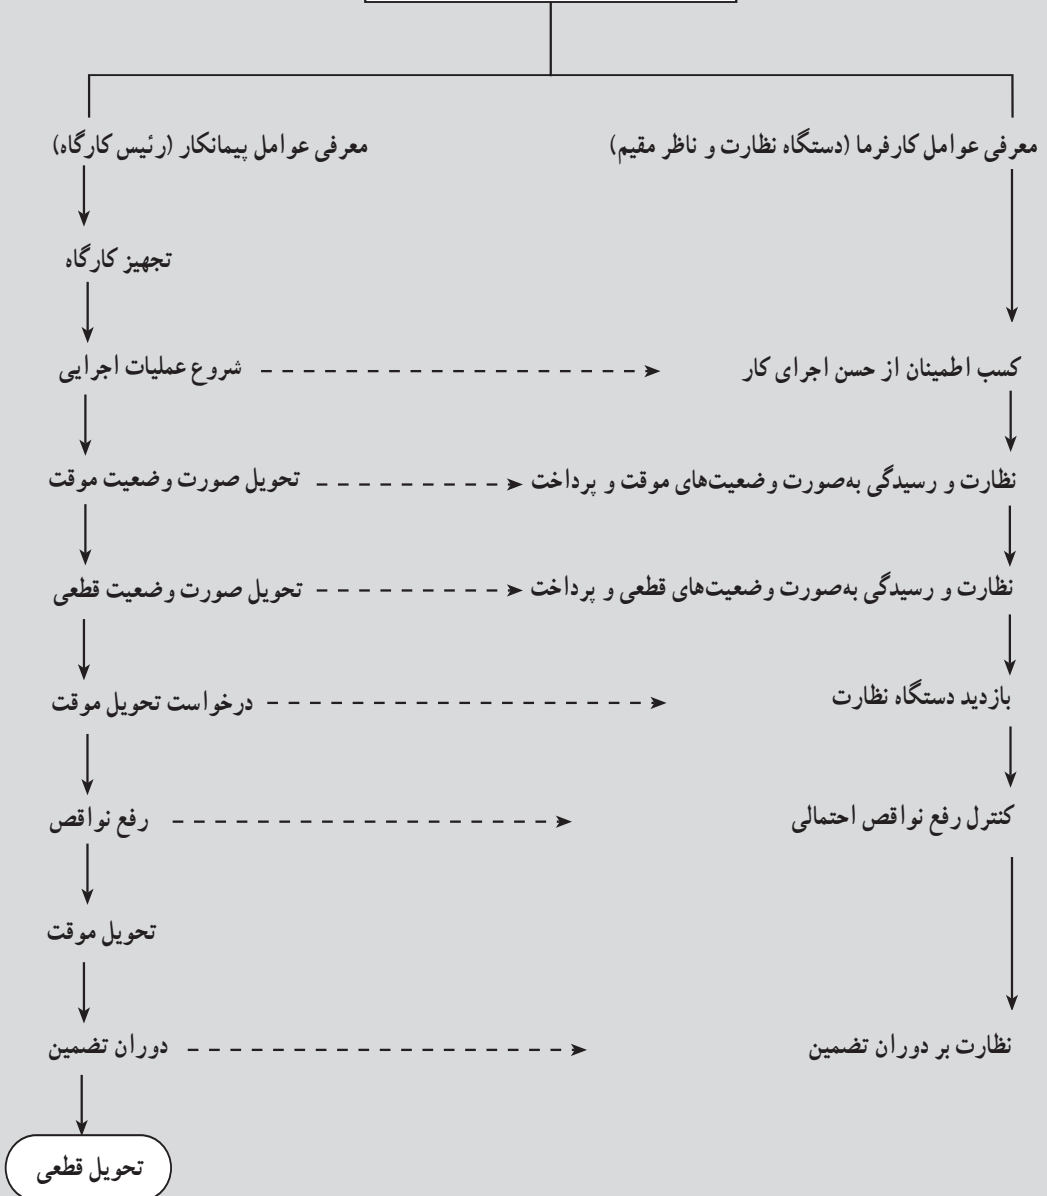 معرفی عوامل کارفرما (دستگاه نظارت و ناظر مقیم)
معرفی عوامل پیمانکار (رئیس کارگاه)
تجهیز کارگاه
کسب اطمینان از حسن اجرای کار
شروع عملیات اجرایی
نظارت و رسیدگی به‌صورت وضعیت‌های موقت و پرداخت
تحویل صورت وضعیت موقت
نظارت و رسیدگی به‌صورت وضعیت‌های قطعی و پرداخت
تحویل صورت وضعیت قطعی
بازدید دستگاه نظارت
درخواست تحویل موقت
کنترل رفع نواقص احتمالی
رفع نواقص
تحویل موقت
نظارت بر دوران تضمین
دوران تضمین
تحویل قطعی